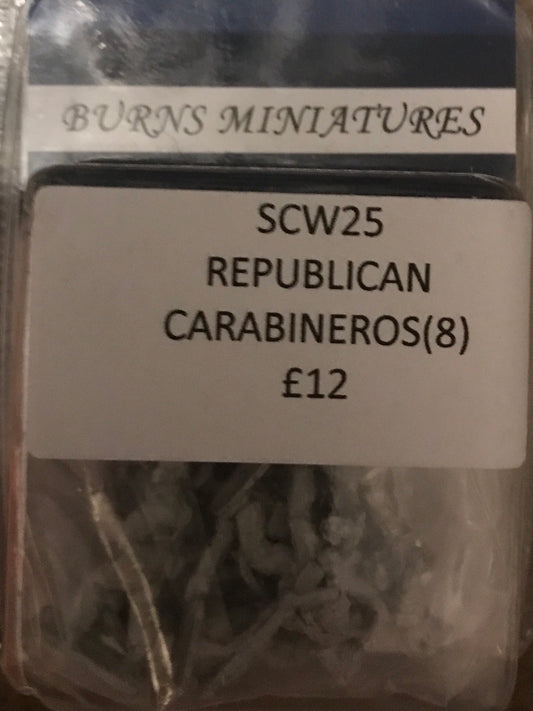 BURNS MINIATURES
SCW25
REPUBLICAN
CARABINEROS(8)
£12